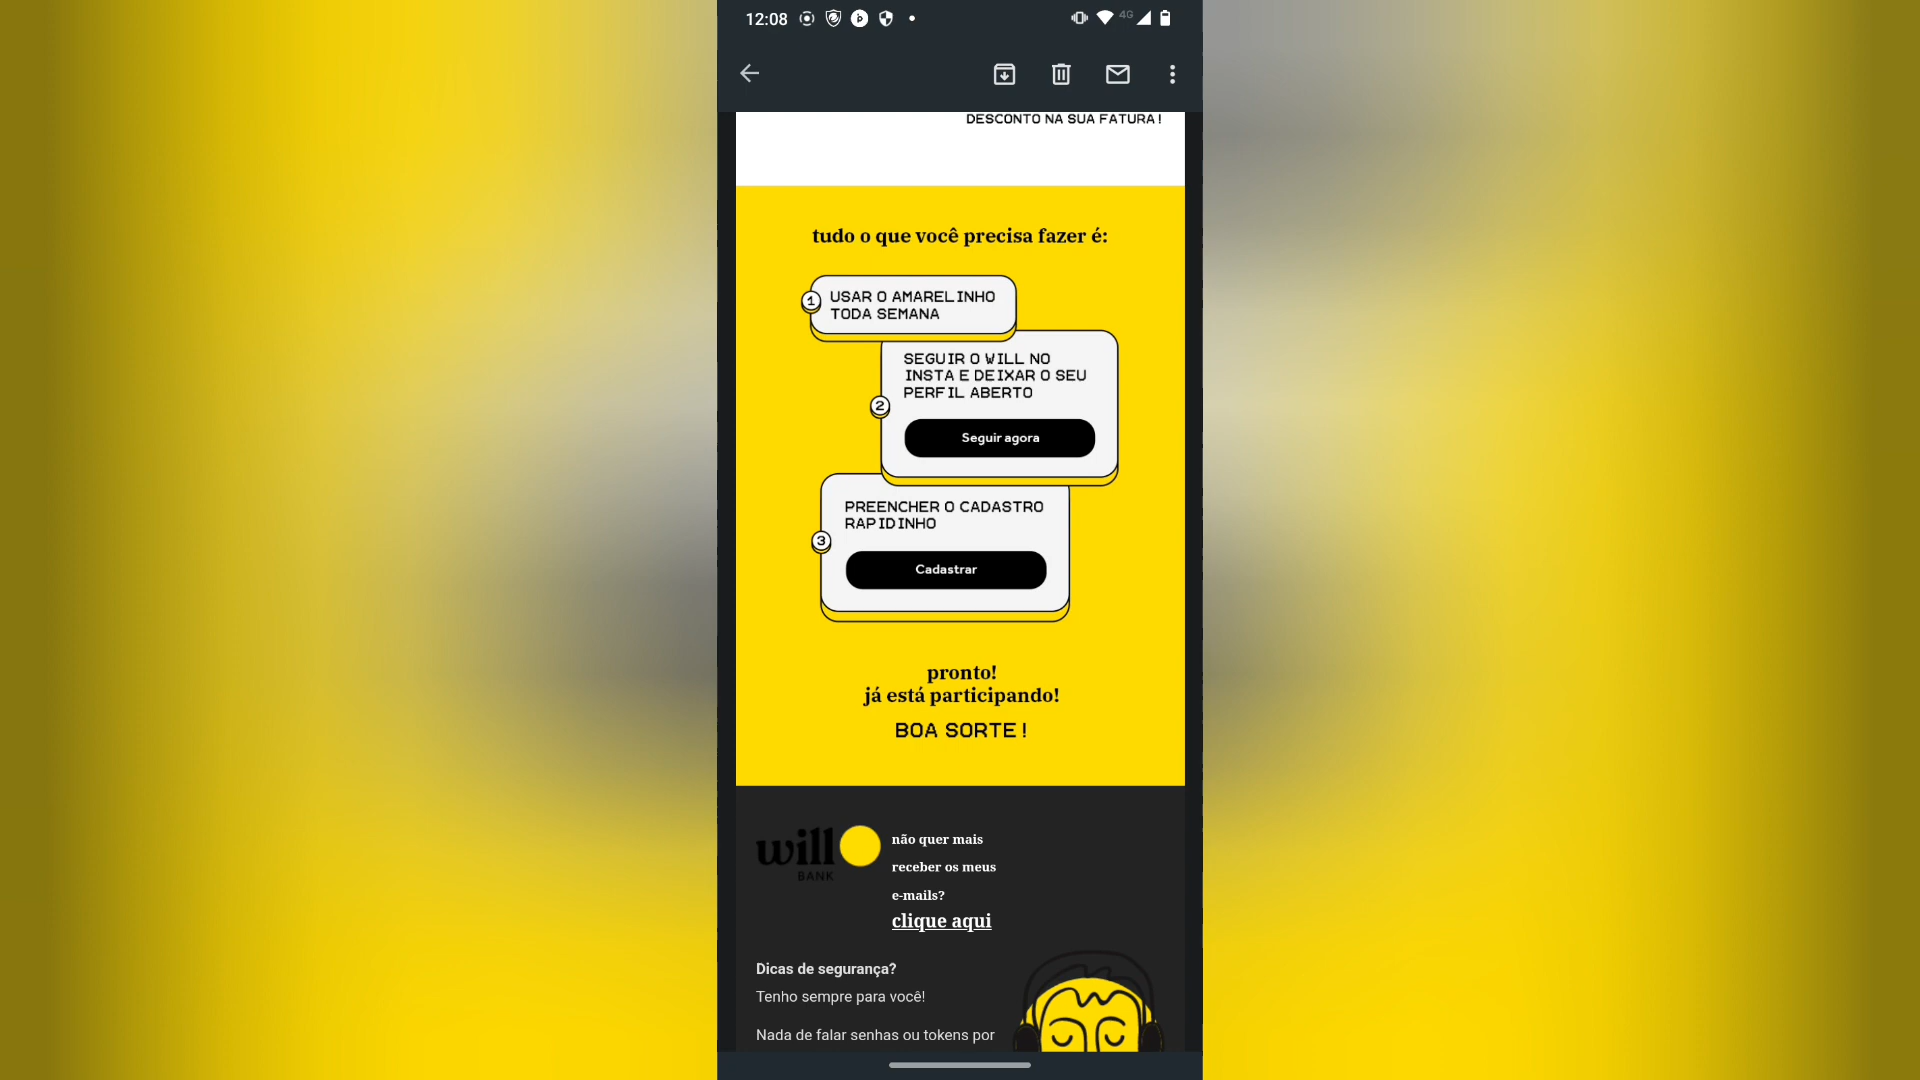 12:08
4G
DESCONTO NA SUA FATURA!
tudo o que você precisa fazer é:
1
USAR O AMARELINHO
TODA SEMANA
SEGUIR O WILL NO
INSTA E DEIXAR O SEU
PERFIL ABERTO
2
Seguir agora
PREENCHER O CADASTRO
RAPIDINHO
3
Cadastrar
pronto!
já está participando!
BOA SORTE!
will
BANK
não quer mais
receber os meus
e-mails?
clique aqui
Dicas de segurança?
Tenho sempre para você!
Nada de falar senhas ou tokens por